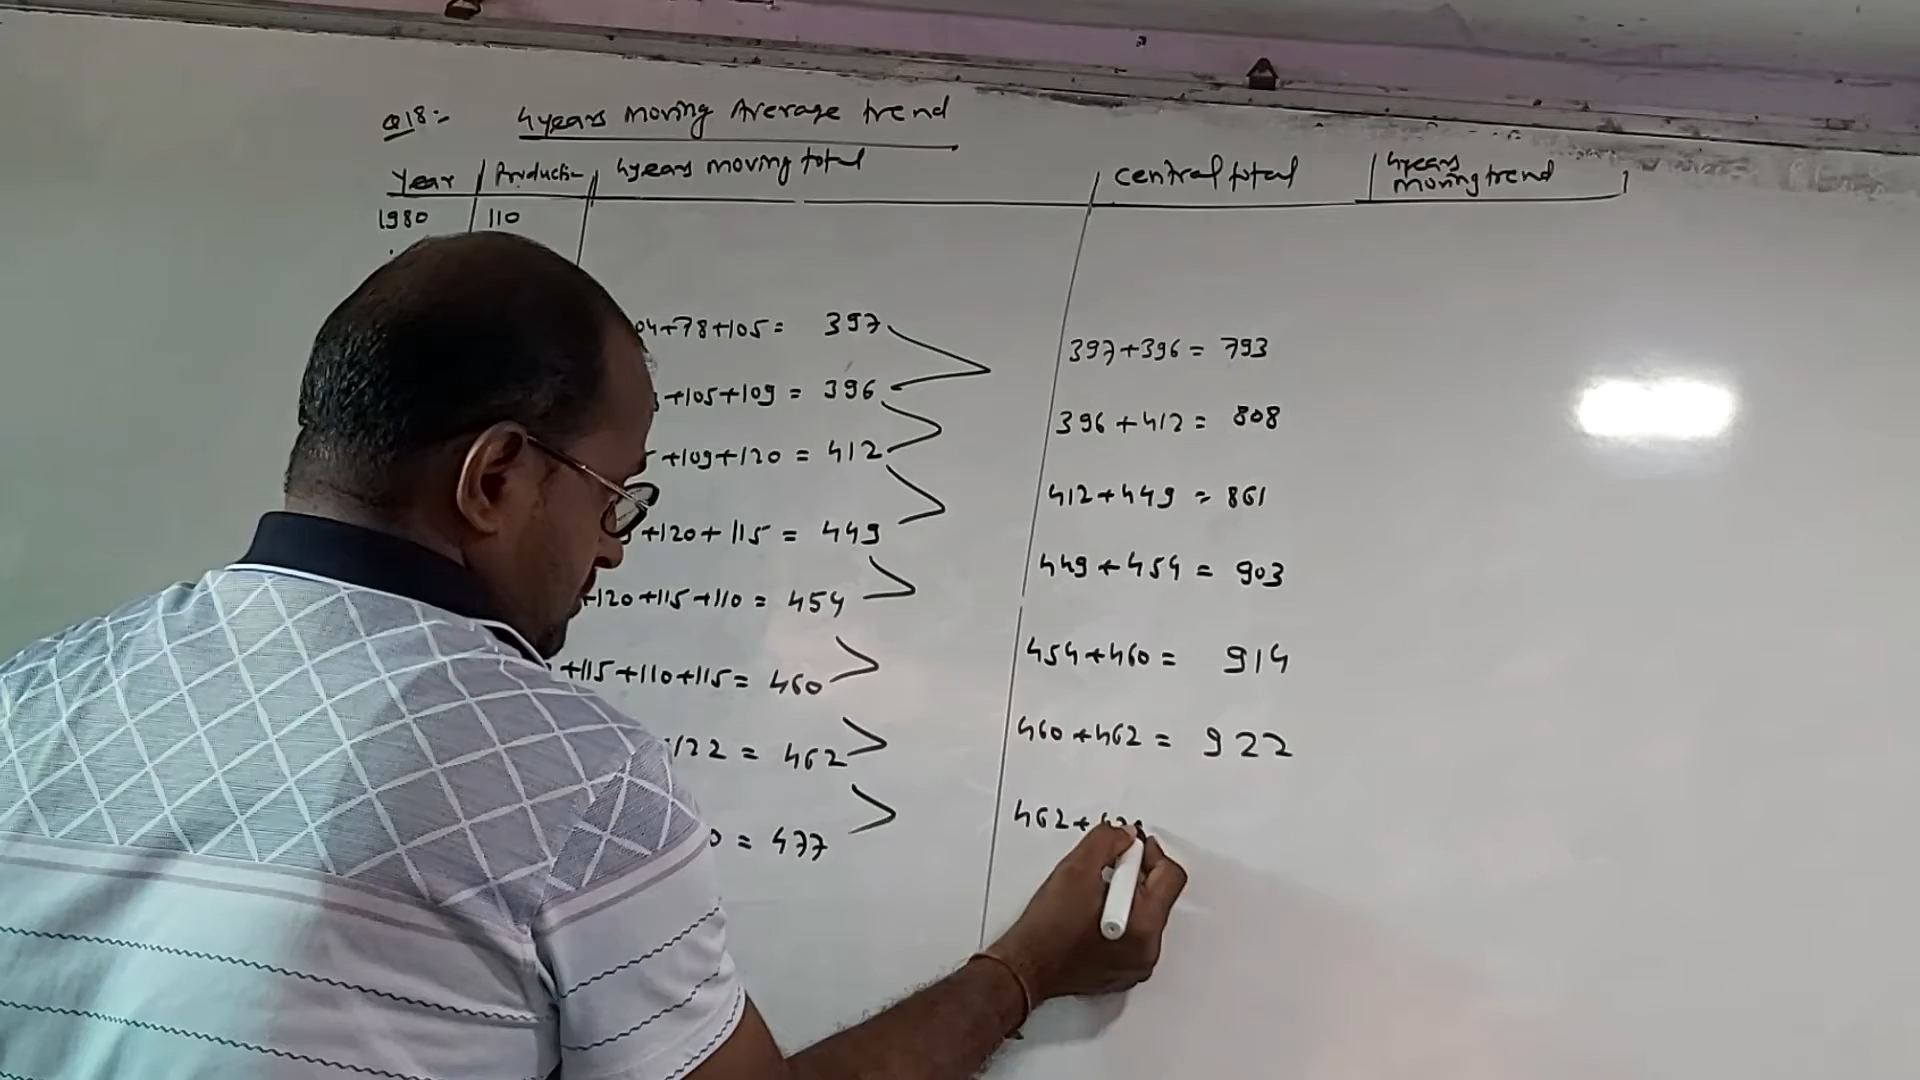 Q18:- 4years moving Average trend
Year Production 4years moving total central total 4years moving trend
1980 110
04+78+105= 397
397+396= 793
+105+109 = 396
396+412= 808
+109+120 = 412
412+449 = 861
+120+115 = 449
449+454 = 903
+120+115+110= 454
454+460= 914
+115+110+115= 460
460+462= 922
122 = 462
462+
0 = 477